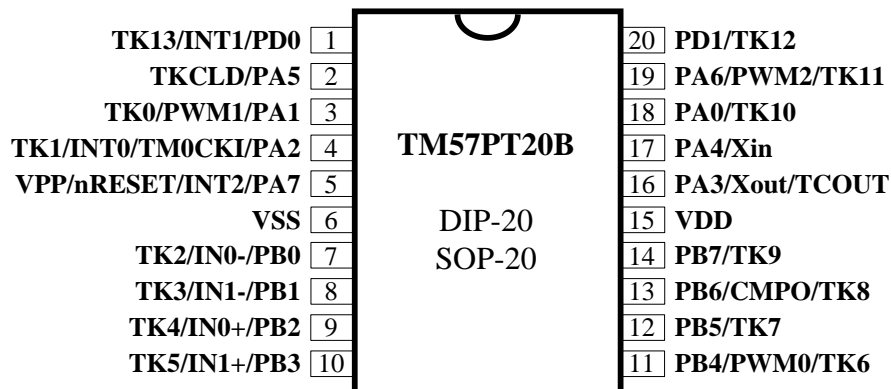 TK13/INT1/PD0 1 20 PD1/TK12
TKCLD/PA5 2 19 PA6/PWM2/TK11
TK0/PWM1/PA1 3 18 PA0/TK10
TK1/INT0/TM0CKI/PA2 4 TM57PT20B 17 PA4/Xin
VPP/nRESET/INT2/PA7 5 16 PA3/Xout/TCOUT
VSS 6 DIP-20 15 VDD
TK2/IN0-/PB0 7 SOP-20 14 PB7/TK9
TK3/IN1-/PB1 8 13 PB6/CMPO/TK8
TK4/IN0+/PB2 9 12 PB5/TK7
TK5/IN1+/PB3 10 11 PB4/PWM0/TK6